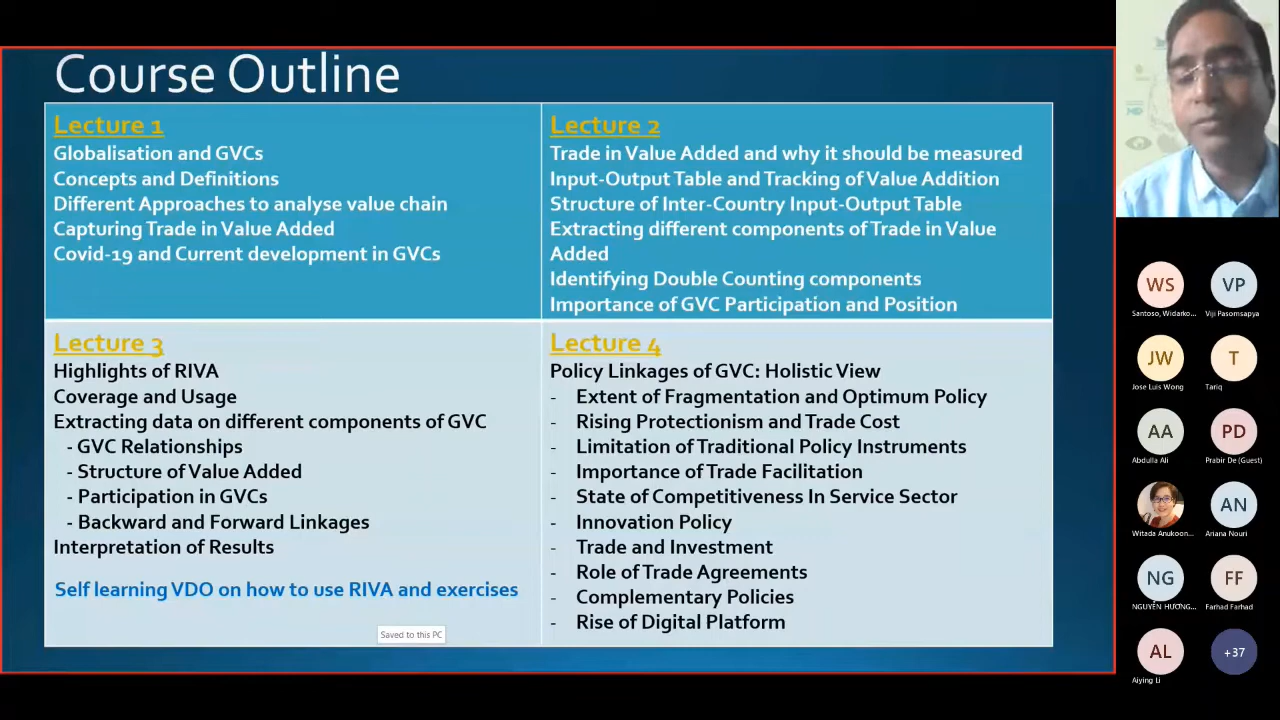 Course Outline
Lecture 1
Globalisation and GVCs
Concepts and Definitions
Different Approaches to analyse value chain
Capturing Trade in Value Added
Covid-19 and Current development in GVCs
Lecture 2
Trade in Value Added and why it should be measured
Input-Output Table and Tracking of Value Addition
Structure of Inter-Country Input-Output Table
Extracting different components of Trade in Value
Added
Identifying Double Counting components
Importance of GVC Participation and Position
Lecture 3
Highlights of RIVA
Coverage and Usage
Extracting data on different components of GVC
- GVC Relationships
- Structure of Value Added
- Participation in GVCs
- Backward and Forward Linkages
Interpretation of Results
Self learning VDO on how to use RIVA and exercises
Saved to this PC
Lecture 4
Policy Linkages of GVC: Holistic View
- Extent of Fragmentation and Optimum Policy
- Rising Protectionism and Trade Cost
- Limitation of Traditional Policy Instruments
- Importance of Trade Facilitation
- State of Competitiveness In Service Sector
- Innovation Policy
- Trade and Investment
- Role of Trade Agreements
- Complementary Policies
- Rise of Digital Platform
WS
Santoso, Widarko...
VP
Viji Pasomsapya
JW
Jose Luis Wong
T
Tariq
AA
Abdulla Ali
PD
Prabir De (Guest)
Witada Anukoon...
AN
Ariana Nouri
NG
NGUYỄN HƯƠNG...
FF
Farhad Farhad
AL
Aiying Li
+37